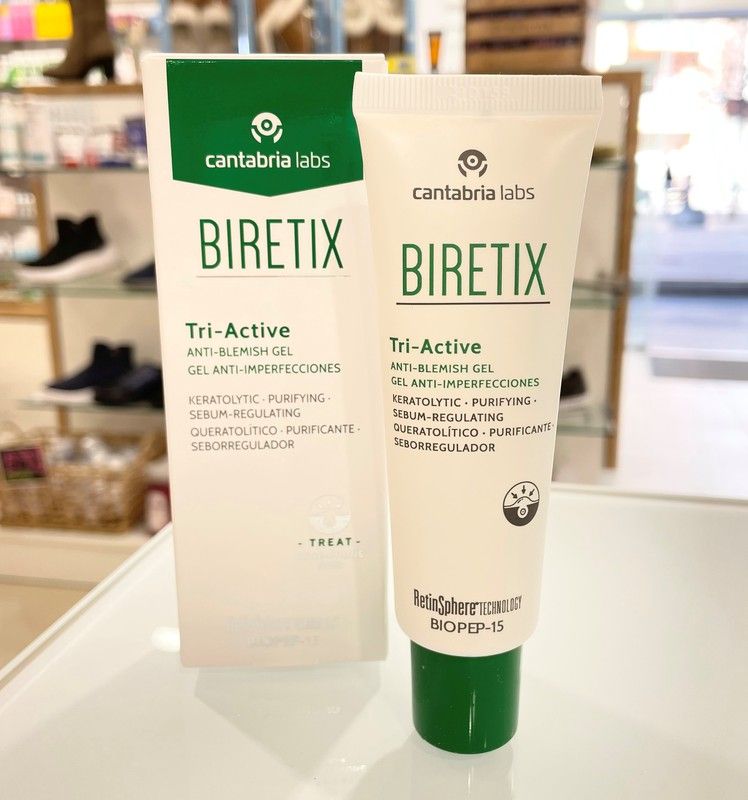 cantabria labs
BIRETIX
Tri-Active
ANTI-BLEMISH GEL
GEL ANTI-IMPERFECCIONES
KERATOLYTIC · PURIFYING ·
SEBUM-REGULATING
QUERATOLÍTICO · PURIFICANTE ·
SEBORREGULADOR
- TREAT -
BIOPEP-15
cantabria labs
BIRETIX
Tri-Active
ANTI-BLEMISH GEL
GEL ANTI-IMPERFECCIONES
KERATOLYTIC · PURIFYING ·
SEBUM-REGULATING
QUERATOLÍTICO · PURIFICANTE ·
SEBORREGULADOR
RetinSphere TECHNOLOGY
BIOPEP-15